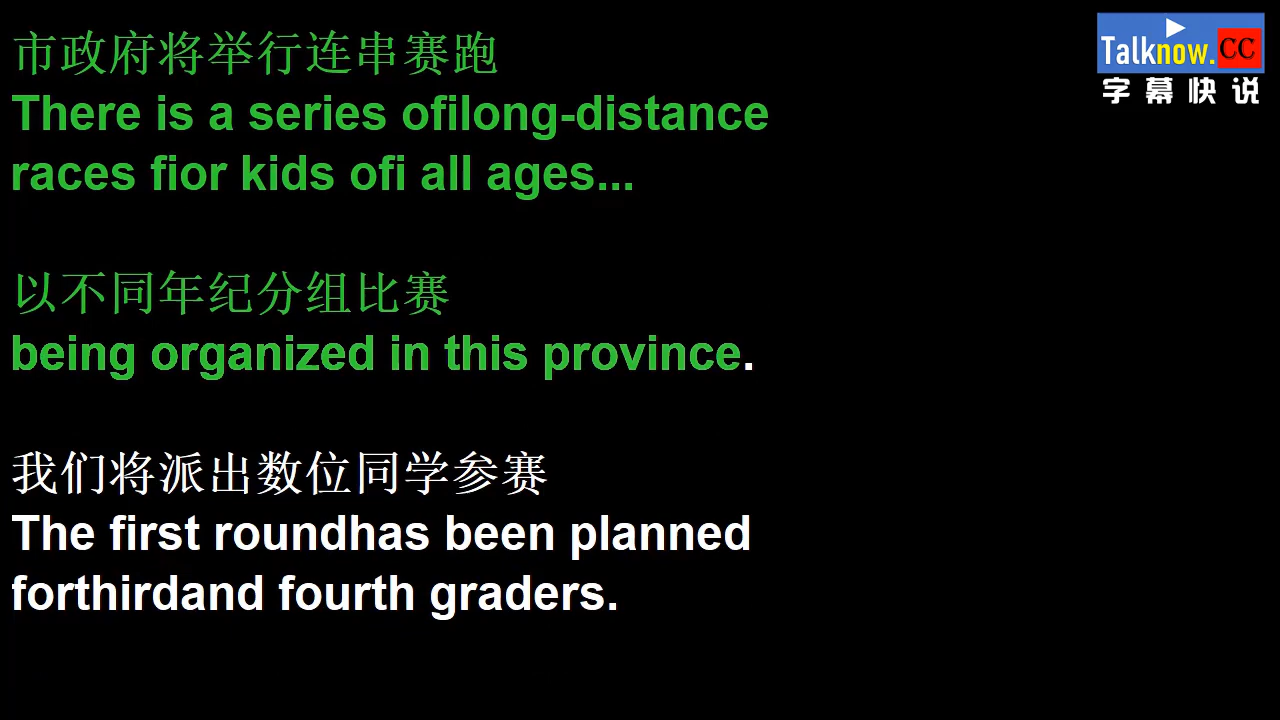 市政府将举行连串赛跑
There is a series ofilong-distance
races fior kids ofi all ages...
以不同年纪分组比赛
being organized in this province.
我们将派出数位同学参赛
The first roundhas been planned
forthirdand fourth graders.
Talknow.CC
字幕快说